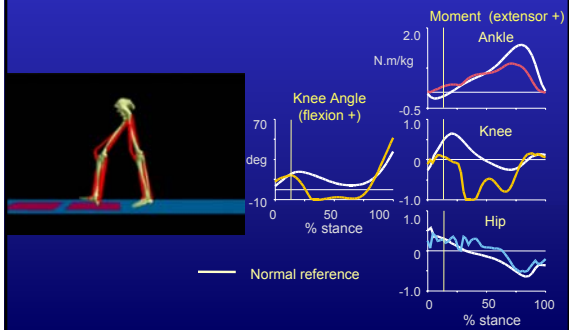 Moment (extensor +)
Ankle
2.0
N.m/kg
-0.5
Knee Angle
(flexion +)
70
deg
-10
0
50
100
% stance
Knee
1.0
0
-1.0
Hip
1.0
0
-1.0
0
50
100
% stance
Normal reference